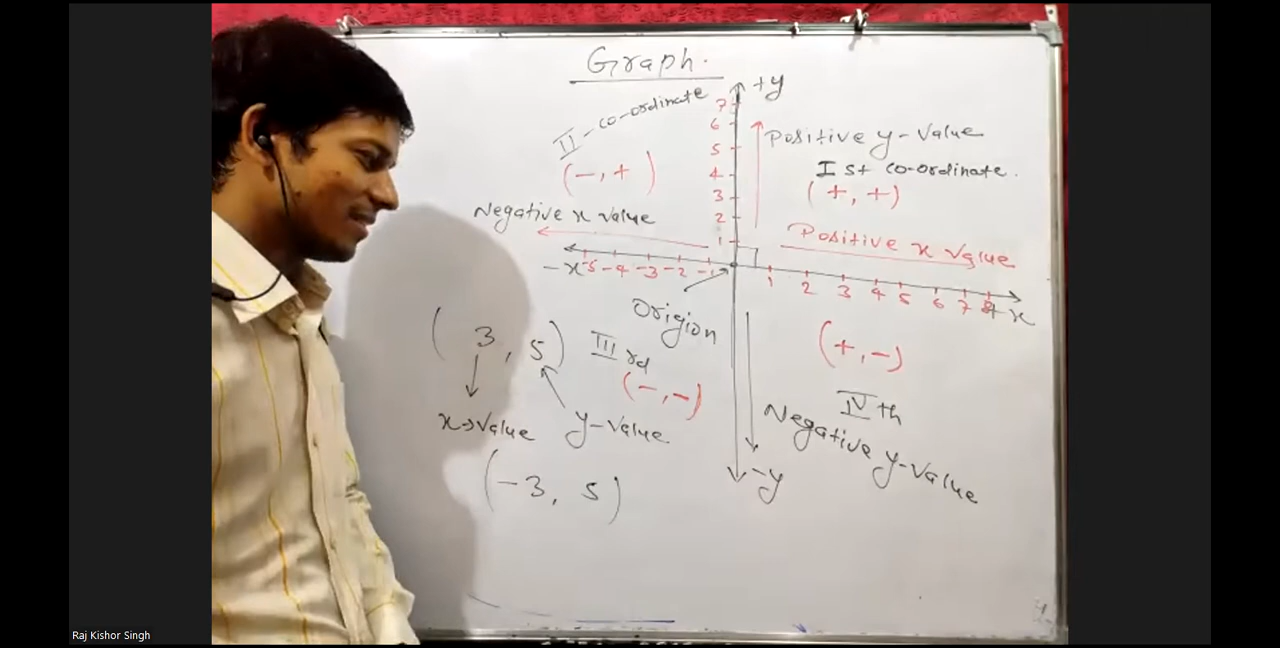 Graph.
+y
II - co-ordinate
(-, +)
7
6
5
4
3
2
1
Positive y-Value
I st co-ordinate.
(+, +)
Negative x value
Positive x Value
-x -5 -4 -3 -2 -1
1 2 3 4 5 6 7 8 +x
Origion
(3, 5)
III rd
(-, -)
(+, -)
IV th
x→Value
y-value
Negative y-Value
(-3, 5)
-y
Raj Kishor Singh